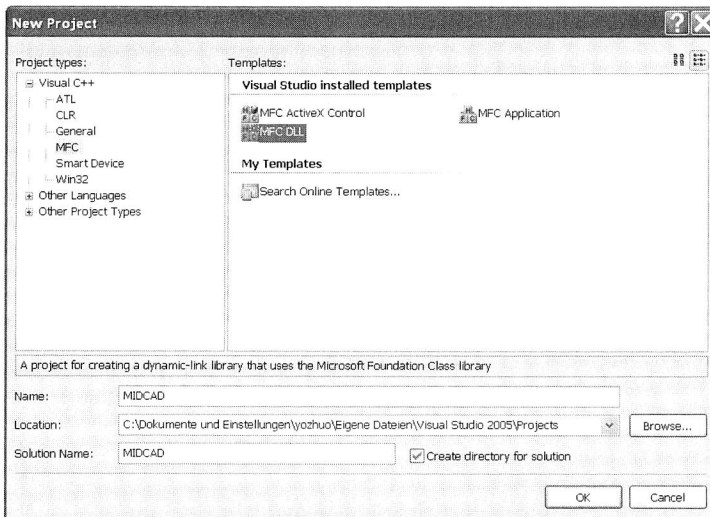 New Project
Project types:
Templates:
Visual C++
ATL
CLR
General
MFC
Smart Device
Win32
Other Languages
Other Project Types
Visual Studio installed templates
MFC ActiveX Control
MFC Application
MFC DLL
My Templates
Search Online Templates...
A project for creating a dynamic-link library that uses the Microsoft Foundation Class library
Name:
MIDCAD
Location:
C:\Dokumente und Einstellungen\yozhuo\Eigene Dateien\Visual Studio 2005\Projects
Browse...
Solution Name:
MIDCAD
Create directory for solution
OK
Cancel